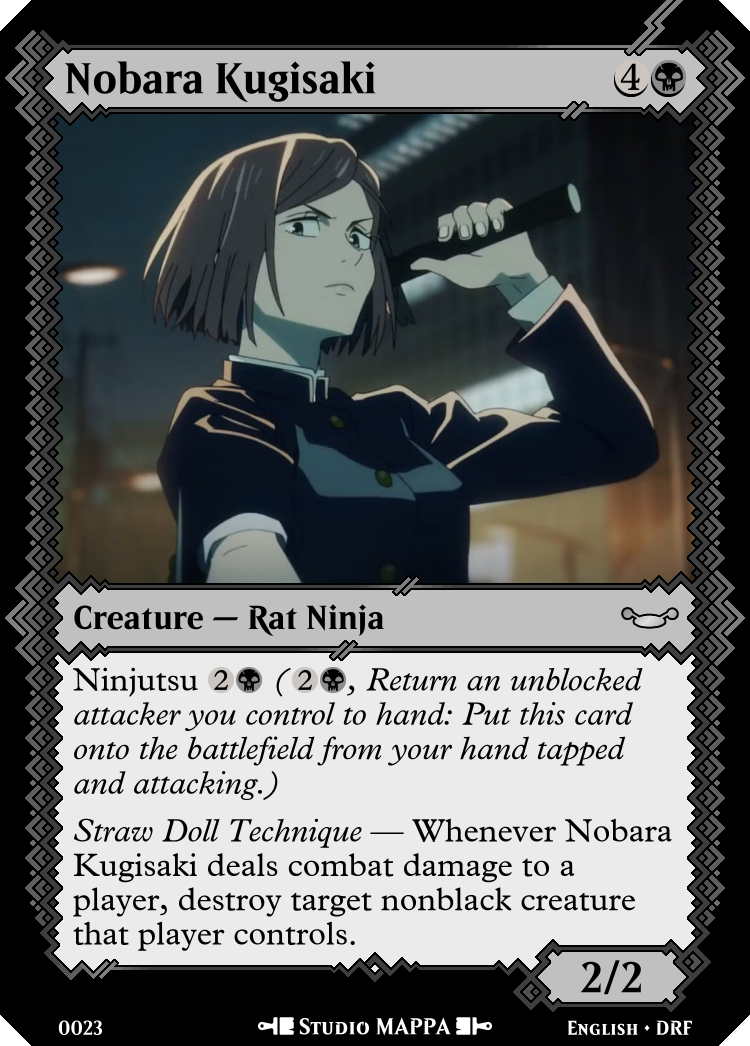 Nobara Kugisaki 4
Creature — Rat Ninja
Ninjutsu 2 (2, Return an unblocked
attacker you control to hand: Put this card
onto the battlefield from your hand tapped
and attacking.)
Straw Doll Technique — Whenever Nobara
Kugisaki deals combat damage to a
player, destroy target nonblack creature
that player controls.
2/2
0023 Studio MAPPA English • DRF